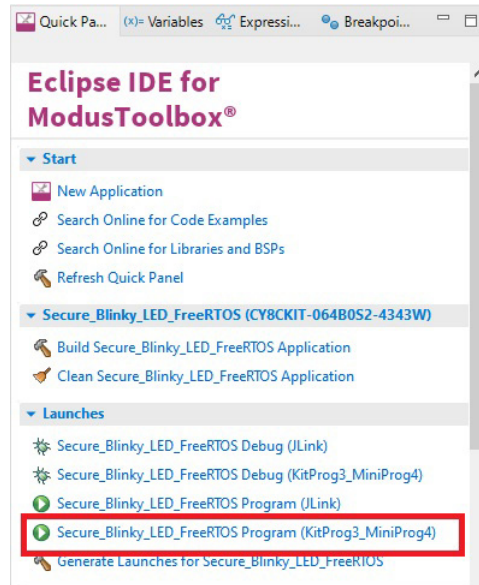 Quick Pa... (x)= Variables Expressi... Breakpoi...
Eclipse IDE for
ModusToolbox®
Start
New Application
Search Online for Code Examples
Search Online for Libraries and BSPs
Refresh Quick Panel
Secure_Blinky_LED_FreeRTOS (CY8CKIT-064B0S2-4343W)
Build Secure_Blinky_LED_FreeRTOS Application
Clean Secure_Blinky_LED_FreeRTOS Application
Launches
Secure_Blinky_LED_FreeRTOS Debug (JLink)
Secure_Blinky_LED_FreeRTOS Debug (KitProg3_MiniProg4)
Secure_Blinky_LED_FreeRTOS Program (JLink)
Secure_Blinky_LED_FreeRTOS Program (KitProg3_MiniProg4)
Generate Launches for Secure_Blinky_LED_FreeRTOS